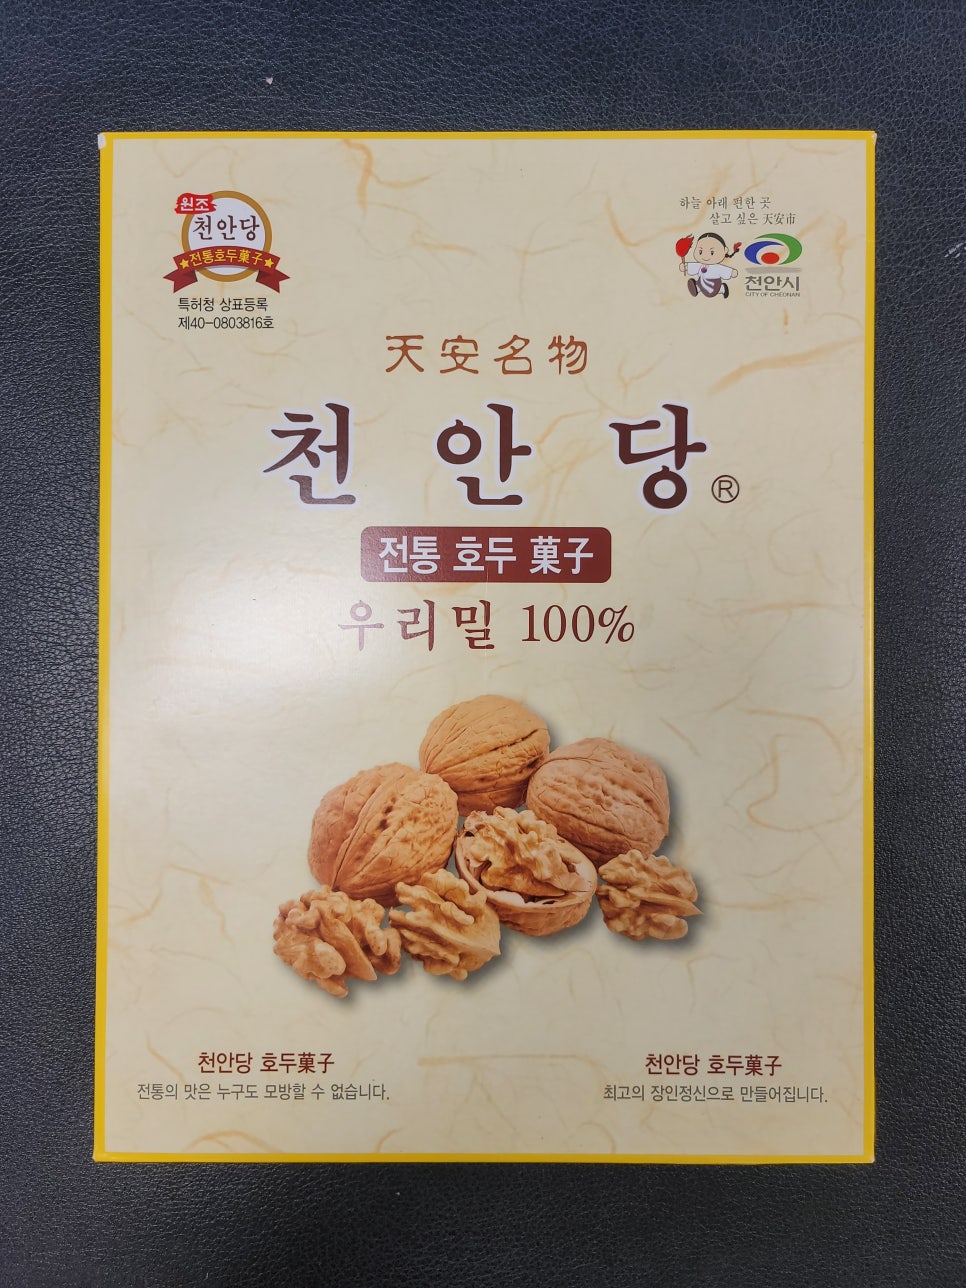 원조
천안당
★전통호두菓子★
특허청 상표등록
제40-0803816호
하늘 아래 편한 곳
살고 싶은 天安市
천안시
CITY OF CHEONAN
天安名物
천안당®
전통 호두 菓子
우리밀 100%
천안당 호두菓子
전통의 맛은 누구도 모방할 수 없습니다.
천안당 호두菓子
최고의 장인정신으로 만들어집니다.